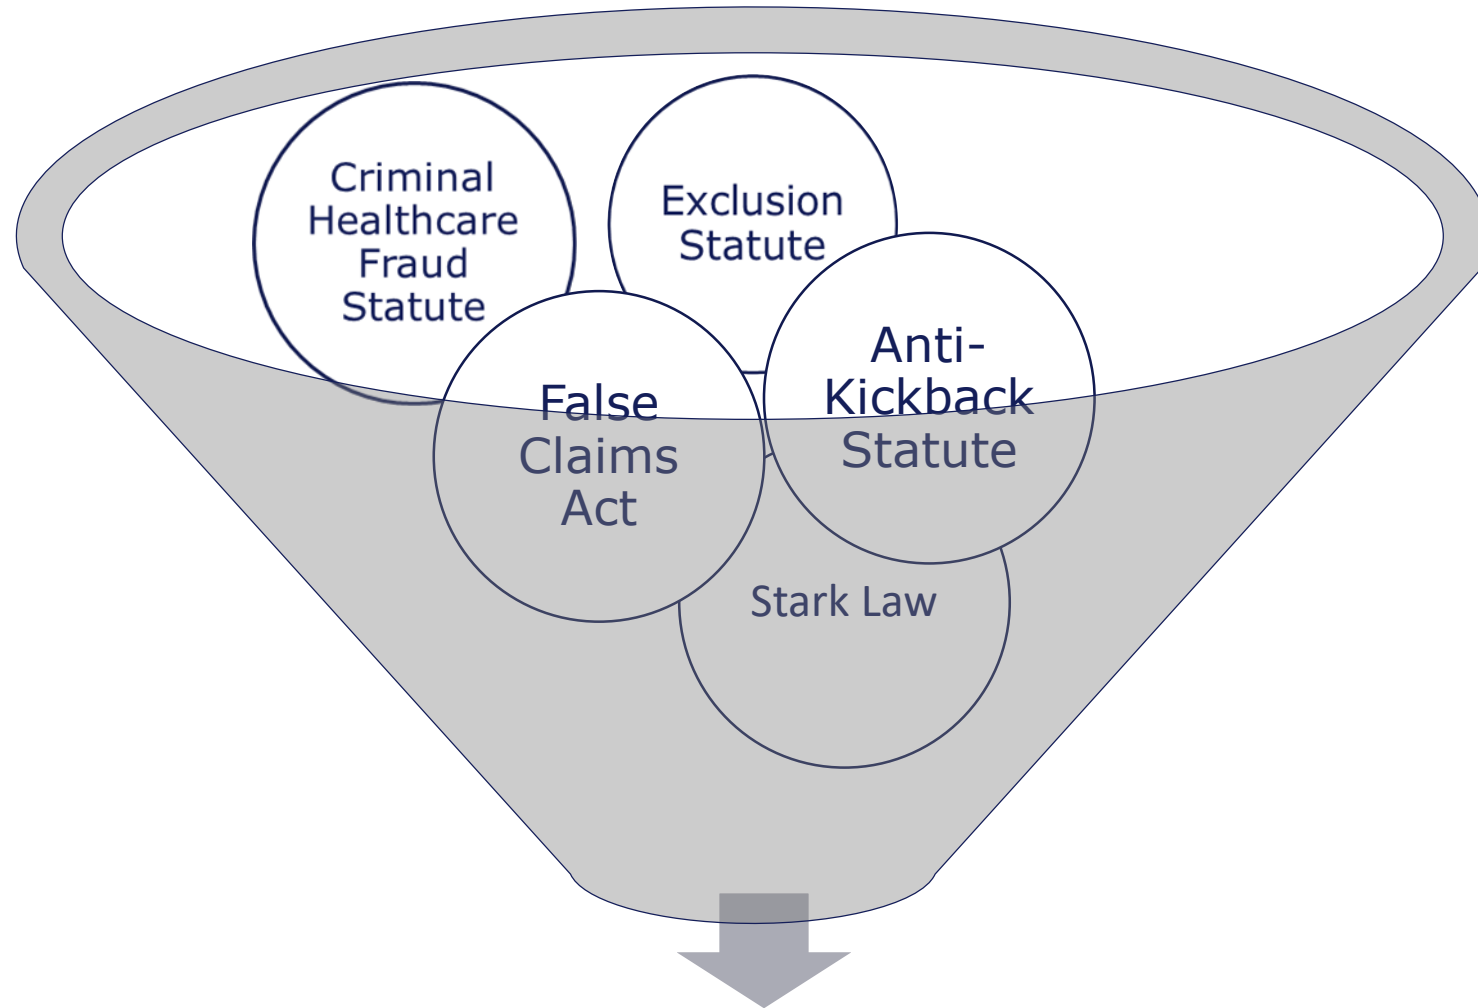 Criminal
Healthcare
Fraud
Statute
Exclusion
Statute
Anti-
Kickback
Statute
False
Claims
Act
Stark Law